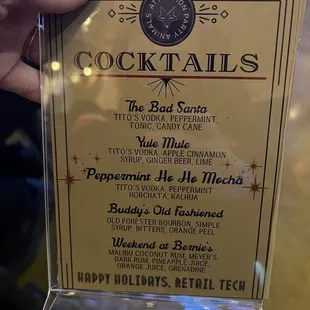 PARTY ANIMALS
COCKTAILS
The Bad Santa
TITO'S VODKA, PEPPERMINT,
TONIC, CANDY CANE
Yule Mule
TITO'S VODKA, APPLE CINNAMON
SYRUP, GINGER BEER, LIME
Peppermint Ho Ho Mocha
TITO'S VODKA, PEPPERMINT
HORCHATA, KALHUA
Buddy's Old Fashioned
OLD FORESTER BOURBON, SIMPLE
SYRUP, BITTERS, ORANGE PEEL
Weekend at Bernie's
MALIBU COCONUT RUM, MEYER'S
DARK RUM, PINEAPPLE JUICE
ORANGE JUICE, GRENADINE
HAPPY HOLIDAYS, RETAIL TECH